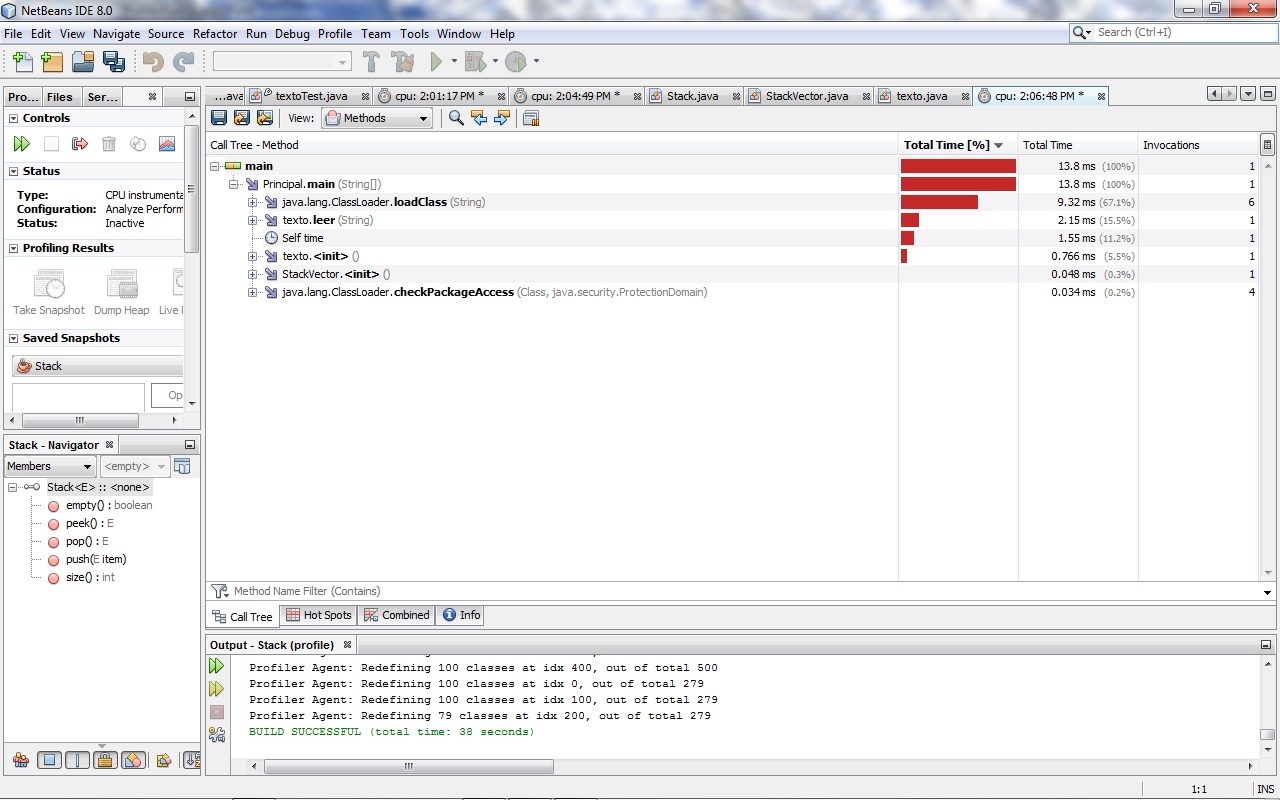 NetBeans IDE 8.0
File Edit View Navigate Source Refactor Run Debug Profile Team Tools Window Help
Search (Ctrl+I)
Pro... Files Ser...
Controls
Status
Type: CPU instrumenta
Configuration: Analyze Perform
Status: Inactive
Profiling Results
Take Snapshot Dump Heap Live
Saved Snapshots
Stack
Op
Stack - Navigator
Members <empty>
Stack<E> :: <none>
empty() : boolean
peek() : E
pop() : E
push(E item)
size() : int
...ava textoTest.java cpu: 2:01:17 PM * cpu: 2:04:49 PM * Stack.java StackVector.java texto.java cpu: 2:06:48 PM *
View: Methods
Call Tree - Method Total Time [%] Total Time Invocations
main 13.8 ms (100%) 1
Principal.main (String[]) 13.8 ms (100%) 1
java.lang.ClassLoader.loadClass (String) 9.32 ms (67.1%) 6
texto.leer (String) 2.15 ms (15.5%) 1
Self time 1.55 ms (11.2%) 1
texto.<init> () 0.766 ms (5.5%) 1
StackVector.<init> () 0.048 ms (0.3%) 1
java.lang.ClassLoader.checkPackageAccess (Class, java.security.ProtectionDomain) 0.034 ms (0.2%) 4
Method Name Filter (Contains)
Call Tree Hot Spots Combined Info
Output - Stack (profile)
Profiler Agent: Redefining 100 classes at idx 400, out of total 500
Profiler Agent: Redefining 100 classes at idx 0, out of total 279
Profiler Agent: Redefining 100 classes at idx 100, out of total 279
Profiler Agent: Redefining 79 classes at idx 200, out of total 279
BUILD SUCCESSFUL (total time: 38 seconds)
1:1 INS